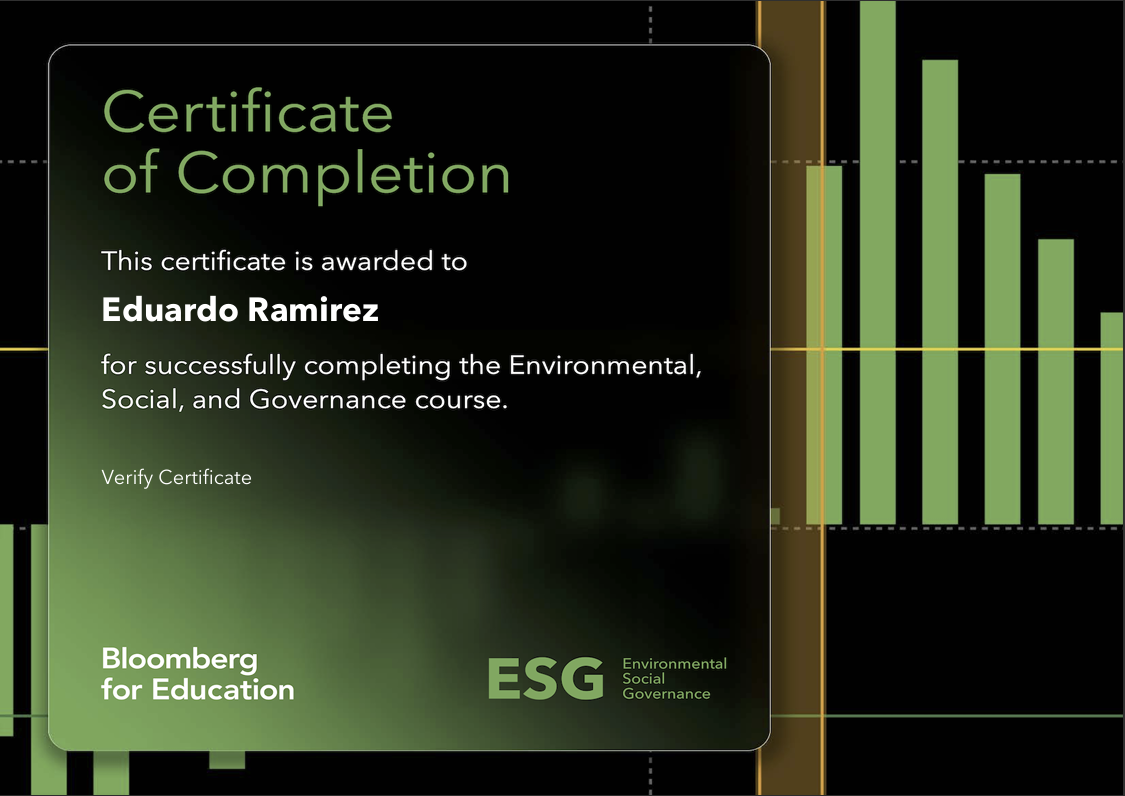 Certificate
of Completion
This certificate is awarded to
Eduardo Ramirez
for successfully completing the Environmental,
Social, and Governance course.
Verify Certificate
Bloomberg
for Education
ESG
Environmental
Social
Governance